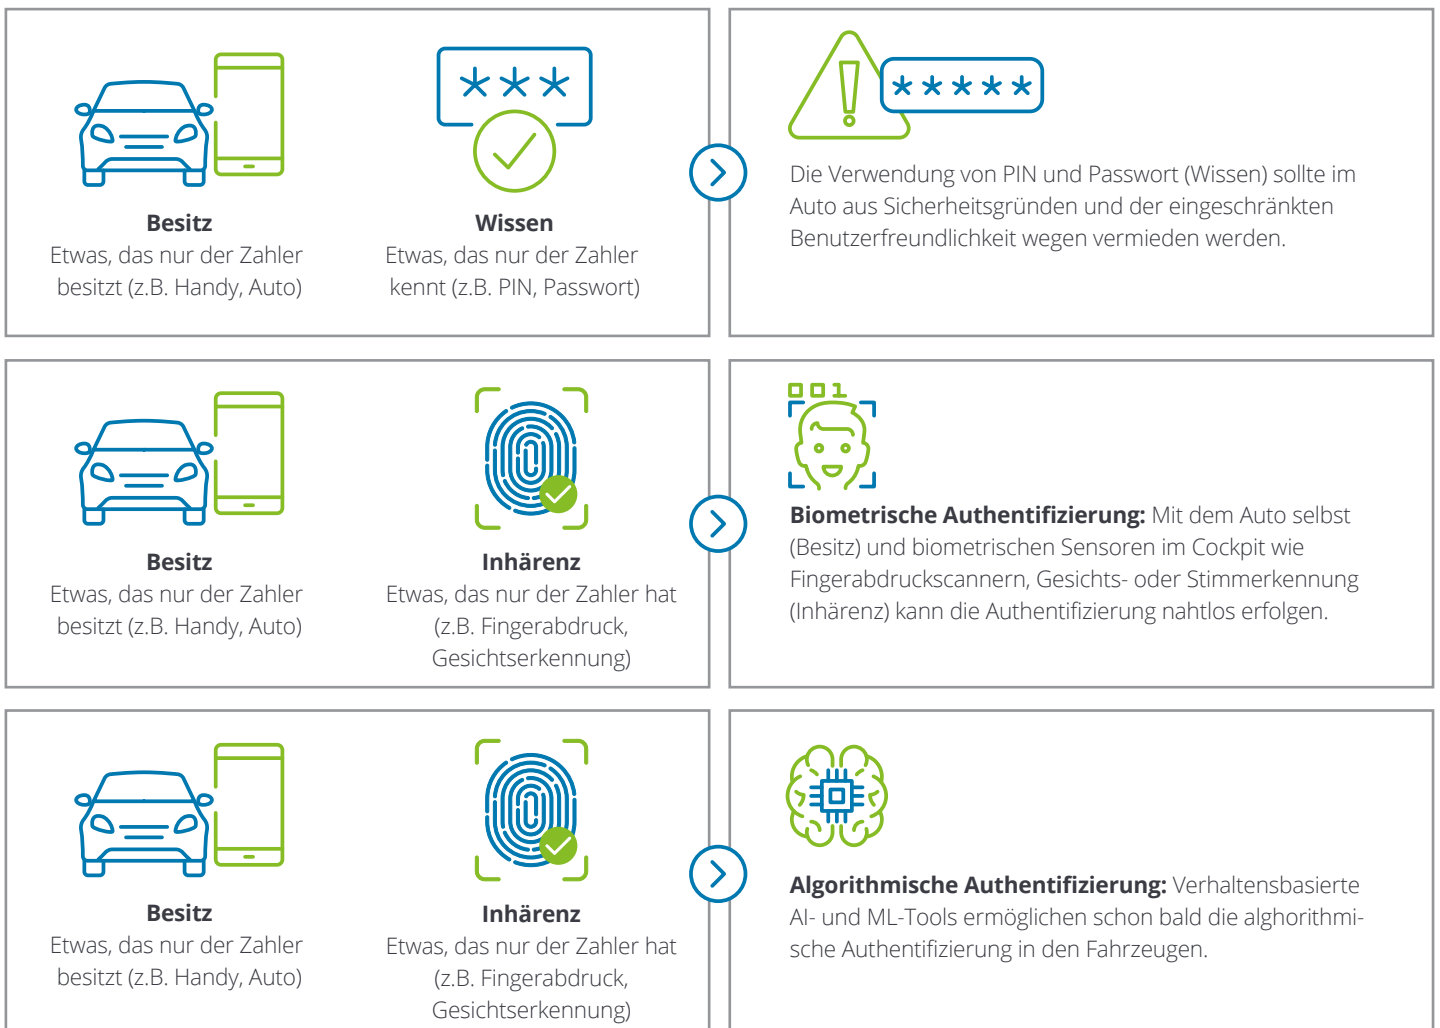 Besitz
Etwas, das nur der Zahler
besitzt (z.B. Handy, Auto)
Wissen
Etwas, das nur der Zahler
kennt (z.B. PIN, Passwort)
Die Verwendung von PIN und Passwort (Wissen) sollte im
Auto aus Sicherheitsgründen und der eingeschränkten
Benutzerfreundlichkeit wegen vermieden werden.
Besitz
Etwas, das nur der Zahler
besitzt (z.B. Handy, Auto)
Inhärenz
Etwas, das nur der Zahler hat
(z.B. Fingerabdruck,
Gesichtserkennung)
001
Biometrische Authentifizierung: Mit dem Auto selbst
(Besitz) und biometrischen Sensoren im Cockpit wie
Fingerabdruckscannern, Gesichts- oder Stimmerkennung
(Inhärenz) kann die Authentifizierung nahtlos erfolgen.
Besitz
Etwas, das nur der Zahler
besitzt (z.B. Handy, Auto)
Inhärenz
Etwas, das nur der Zahler hat
(z.B. Fingerabdruck,
Gesichtserkennung)
Algorithmische Authentifizierung: Verhaltensbasierte
AI- und ML-Tools ermöglichen schon bald die alghorithmi-
sche Authentifizierung in den Fahrzeugen.